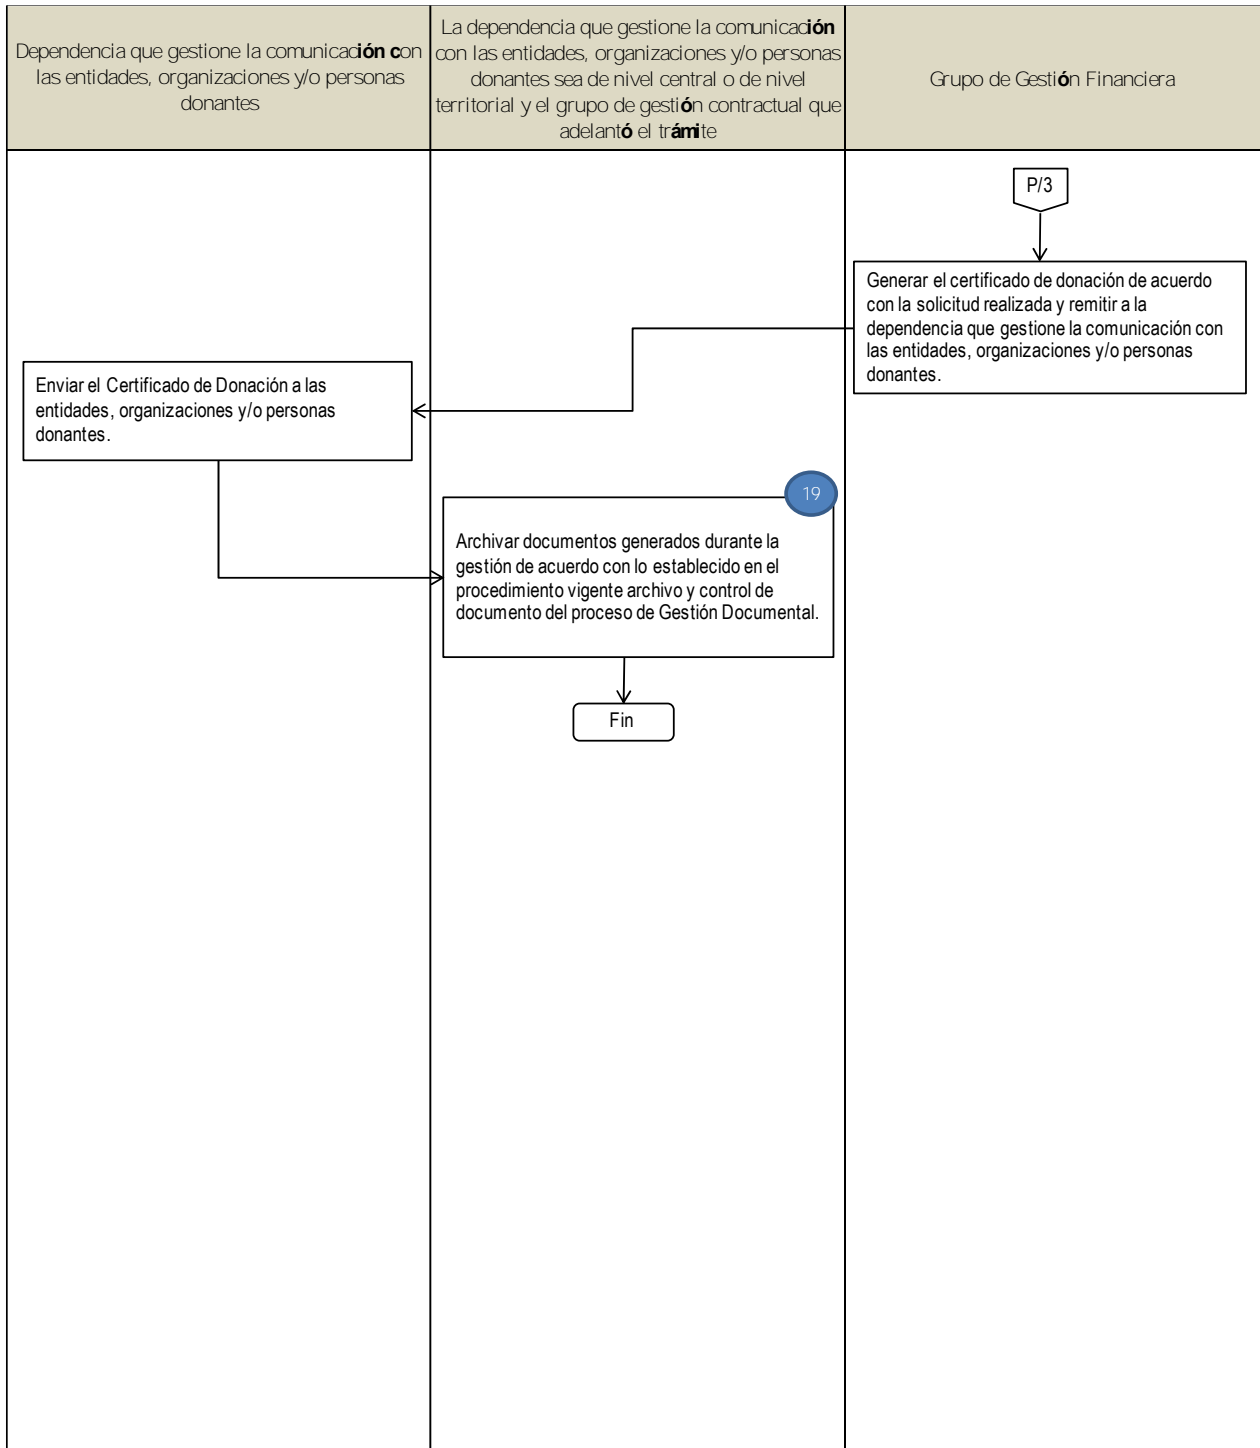 Dependencia que gestione la comunicación con
las entidades, organizaciones y/o personas
donantes
La dependencia que gestione la comunicación
con las entidades, organizaciones y/o personas
donantes sea de nivel central o de nivel
territorial y el grupo de gestión contractual que
adelantó el trámite
Grupo de Gestión Financiera
P/3
Generar el certificado de donación de acuerdo
con la solicitud realizada y remitir a la
dependencia que gestione la comunicación con
las entidades, organizaciones y/o personas
donantes.
Enviar el Certificado de Donación a las
entidades, organizaciones y/o personas
donantes.
19
Archivar documentos generados durante la
gestión de acuerdo con lo establecido en el
procedimiento vigente archivo y control de
documento del proceso de Gestión Documental.
Fin